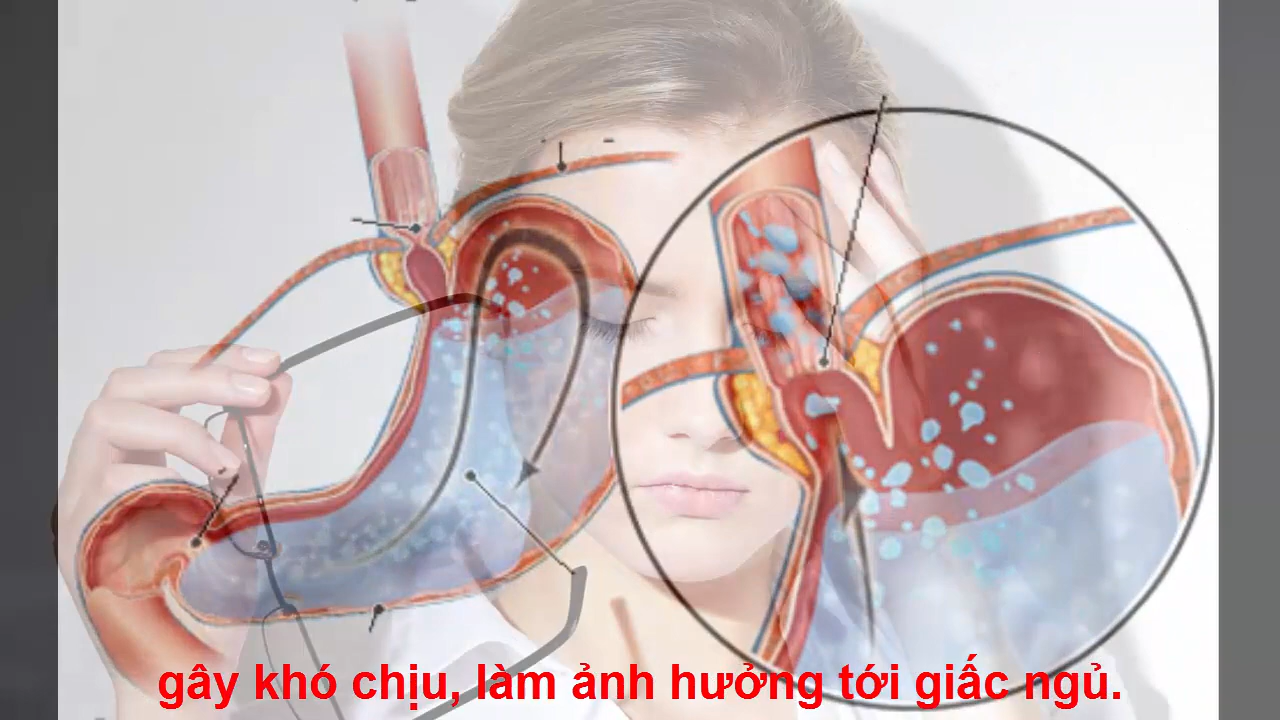 gây khó chịu, làm ảnh hưởng tới giấc ngủ.